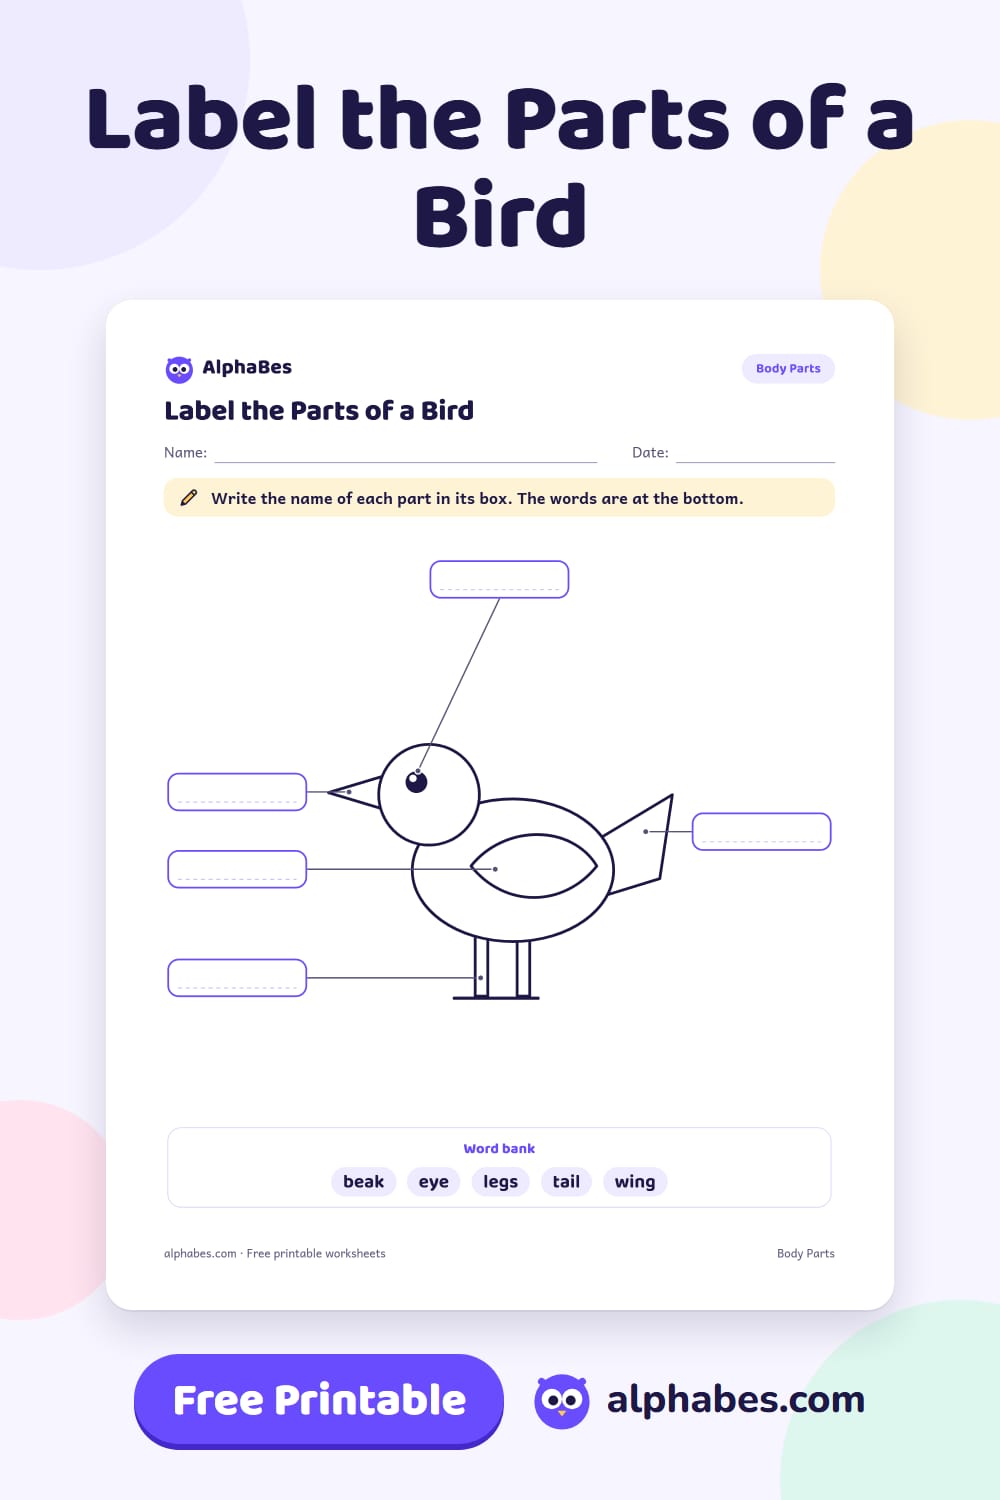 Label the Parts of a
Bird
AlphaBes
Body Parts
Label the Parts of a Bird
Name:
Date:
Write the name of each part in its box. The words are at the bottom.
Word bank
beak eye legs tail wing
alphabes.com · Free printable worksheets
Body Parts
Free Printable
alphabes.com